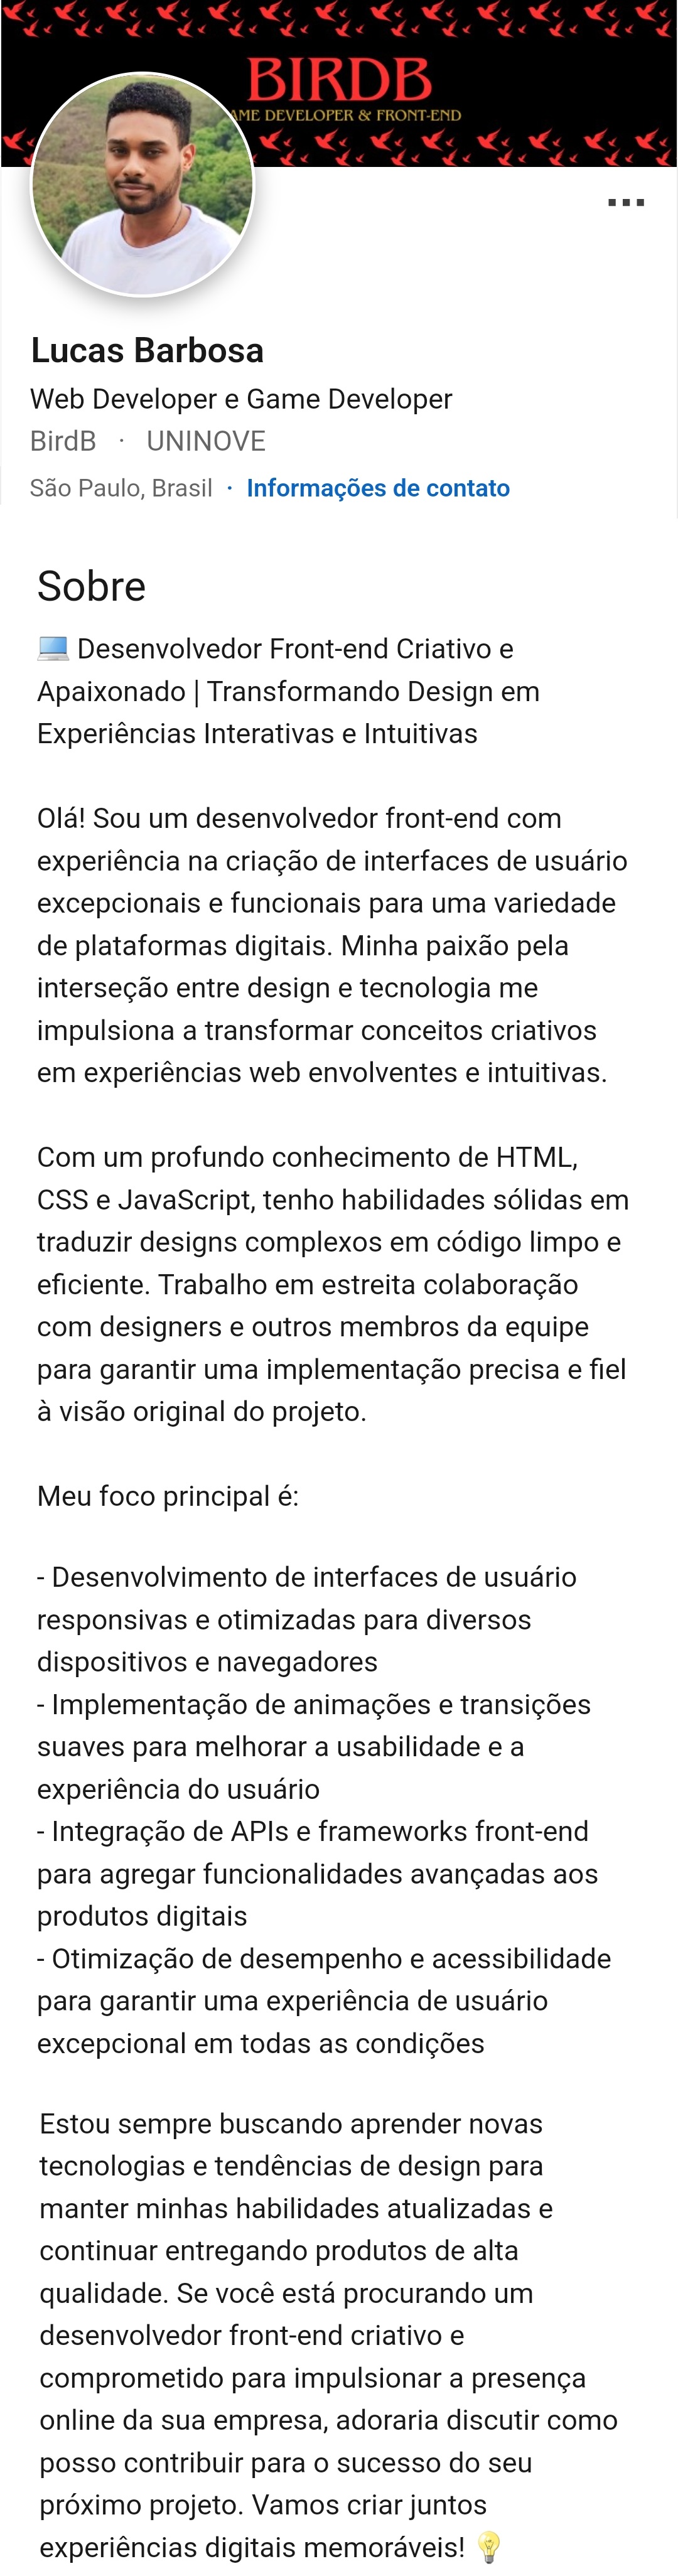 BIRDB
AME DEVELOPER & FRONT-END
Lucas Barbosa
Web Developer e Game Developer
BirdB · UNINOVE
São Paulo, Brasil · Informações de contato
Sobre
💻 Desenvolvedor Front-end Criativo e
Apaixonado | Transformando Design em
Experiências Interativas e Intuitivas
Olá! Sou um desenvolvedor front-end com
experiência na criação de interfaces de usuário
excepcionais e funcionais para uma variedade
de plataformas digitais. Minha paixão pela
interseção entre design e tecnologia me
impulsiona a transformar conceitos criativos
em experiências web envolventes e intuitivas.
Com um profundo conhecimento de HTML,
CSS e JavaScript, tenho habilidades sólidas em
traduzir designs complexos em código limpo e
eficiente. Trabalho em estreita colaboração
com designers e outros membros da equipe
para garantir uma implementação precisa e fiel
à visão original do projeto.
Meu foco principal é:
- Desenvolvimento de interfaces de usuário
responsivas e otimizadas para diversos
dispositivos e navegadores
- Implementação de animações e transições
suaves para melhorar a usabilidade e a
experiência do usuário
- Integração de APIs e frameworks front-end
para agregar funcionalidades avançadas aos
produtos digitais
- Otimização de desempenho e acessibilidade
para garantir uma experiência de usuário
excepcional em todas as condições
Estou sempre buscando aprender novas
tecnologias e tendências de design para
manter minhas habilidades atualizadas e
continuar entregando produtos de alta
qualidade. Se você está procurando um
desenvolvedor front-end criativo e
comprometido para impulsionar a presença
online da sua empresa, adoraria discutir como
posso contribuir para o sucesso do seu
próximo projeto. Vamos criar juntos
experiências digitais memoráveis! 💡